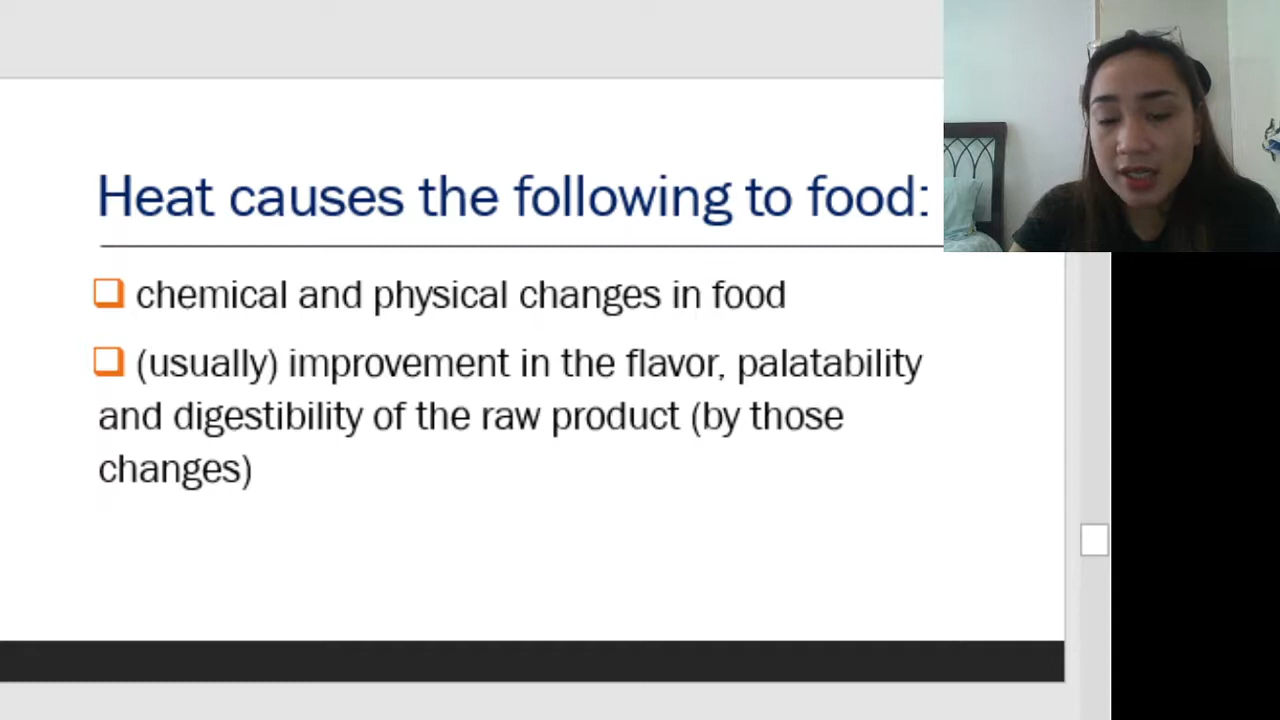 Heat causes the following to food:
chemical and physical changes in food
(usually) improvement in the flavor, palatability
and digestibility of the raw product (by those
changes)